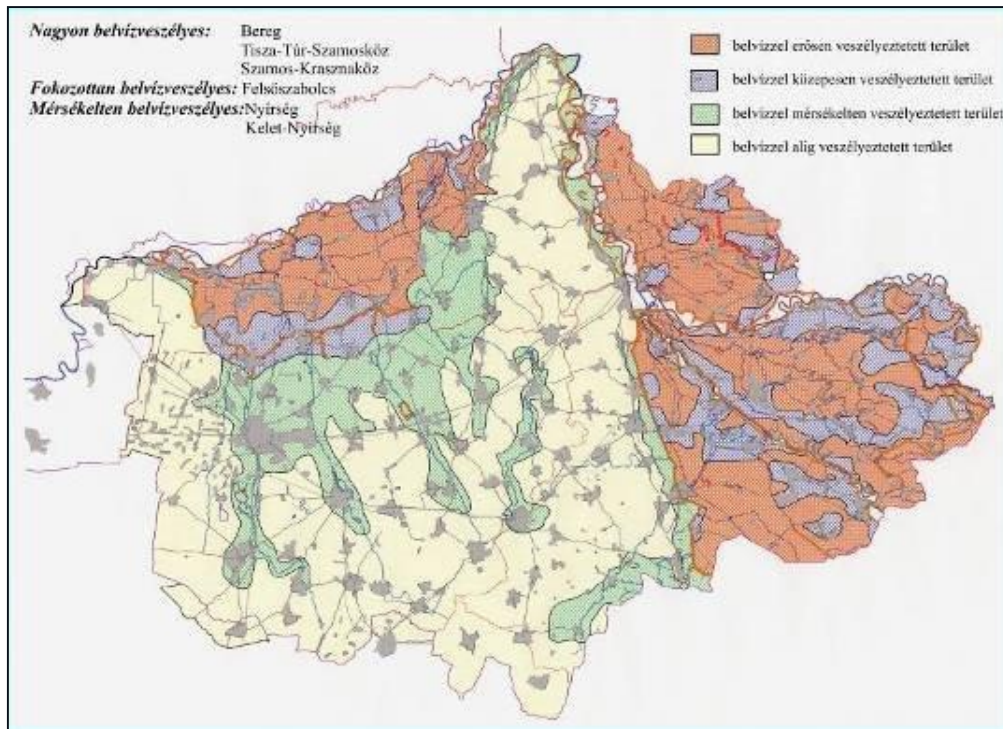 Nagyon belvízveszélyes: Bereg
Tisza-Túr-Szamosköz
Szamos-Krasznaköz
Fokozottan belvízveszélyes: Felsőszabolcs
Mérsékelten belvízveszélyes: Nyírség
Kelet-Nyírség
belvízzel erősen veszélyeztetett terület
belvízzel közepesen veszélyeztetett terület
belvízzel mérsékelten veszélyeztetett terület
belvízzel alig veszélyeztetett terület